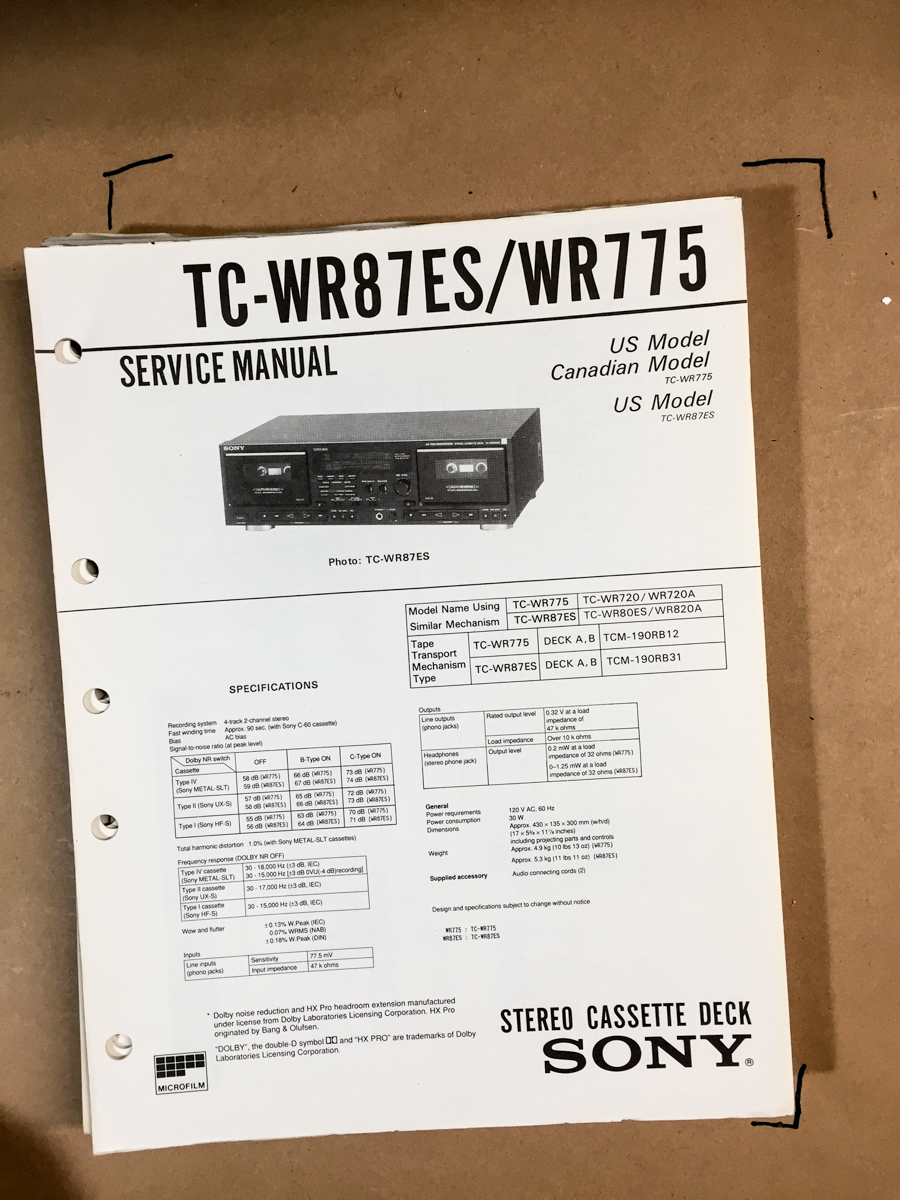 TC-WR87ES/WR775
SERVICE MANUAL
US Model
Canadian Model
TC-WR775
US Model
TC-WR87ES
SONY
Photo: TC-WR87ES
Model Name Using Similar Mechanism TC-WR775 TC-WR720/WR720A
TC-WR87ES TC-WR80ES/WR820A
Tape Transport Mechanism Type TC-WR775 DECK A, B TCM-190RB12
TC-WR87ES DECK A, B TCM-190RB31
SPECIFICATIONS
Recording system 4-track 2-channel stereo
Fast winding time Approx. 90 sec. (with Sony C-60 cassette)
Bias AC bias
Signal-to-noise ratio (at peak level)
Dolby NR switch OFF B-Type ON C-Type ON
Cassette
Type IV (Sony METAL-SLT) 58 dB (WR775) 66 dB (WR775) 73 dB (WR775)
59 dB (WR87ES) 67 dB (WR87ES) 74 dB (WR87ES)
Type II (Sony UX-S) 57 dB (WR775) 65 dB (WR775) 72 dB (WR775)
58 dB (WR87ES) 66 dB (WR87ES) 73 dB (WR87ES)
Type I (Sony HF-S) 55 dB (WR775) 63 dB (WR775) 70 dB (WR775)
56 dB (WR87ES) 64 dB (WR87ES) 71 dB (WR87ES)
Total harmonic distortion 1.0% (with Sony METAL-SLT cassettes)
Frequency response (DOLBY NR OFF)
Type IV cassette 30 - 18,000 Hz (±3 dB, IEC)
(Sony METAL-SLT) 30 - 15,000 Hz [±3 dB 0VU(-4 dB)recording]
Type II cassette 30 - 17,000 Hz (±3 dB, IEC)
(Sony UX-S)
Type I cassette 30 - 15,000 Hz (±3 dB, IEC)
(Sony HF-S)
Wow and flutter ±0.13% W.Peak (IEC)
0.07% WRMS (NAB)
±0.18% W.Peak (DIN)
Inputs
Line inputs Sensitivity 77.5 mV
(phono jacks) Input impedance 47 k ohms
Outputs
Line outputs Rated output level 0.32 V at a load
(phono jacks) impedance of
47 k ohms
Load impedance Over 10 k ohms
Headphones Output level 0.2 mW at a load
(stereo phone jack) impedance of 32 ohms (WR775)
0–1.25 mW at a load
impedance of 32 ohms (WR87ES)
General
Power requirements 120 V AC, 60 Hz
Power consumption 30 W
Dimensions Approx. 430 × 135 × 300 mm (w/h/d)
(17 × 5⅜ × 11⅞ inches)
including projecting parts and controls
Weight Approx. 4.9 kg (10 lbs 13 oz) (WR775)
Approx. 5.3 kg (11 lbs 11 oz) (WR87ES)
Supplied accessory Audio connecting cords (2)
Design and specifications subject to change without notice
WR775 : TC-WR775
WR87ES : TC-WR87ES
* Dolby noise reduction and HX Pro headroom extension manufactured
under license from Dolby Laboratories Licensing Corporation. HX Pro
originated by Bang & Olufsen.
"DOLBY", the double-D symbol and "HX PRO" are trademarks of Dolby
Laboratories Licensing Corporation.
MICROFILM
STEREO CASSETTE DECK
SONY®